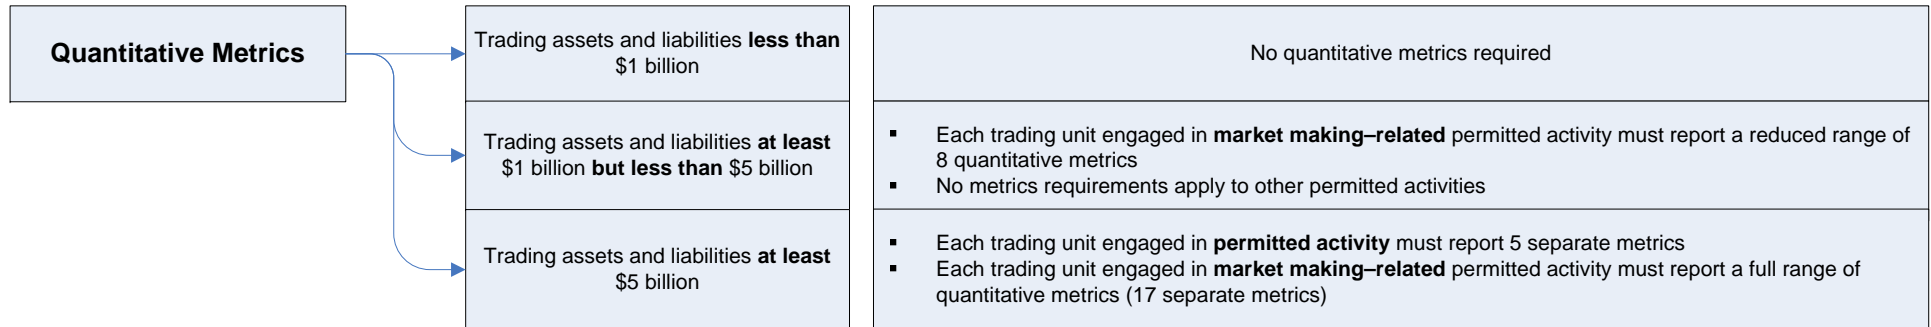 Quantitative Metrics
Trading assets and liabilities less than
$1 billion
No quantitative metrics required
Trading assets and liabilities at least
$1 billion but less than $5 billion
▪ Each trading unit engaged in market making–related permitted activity must report a reduced range of
8 quantitative metrics
▪ No metrics requirements apply to other permitted activities
Trading assets and liabilities at least
$5 billion
▪ Each trading unit engaged in permitted activity must report 5 separate metrics
▪ Each trading unit engaged in market making–related permitted activity must report a full range of
quantitative metrics (17 separate metrics)